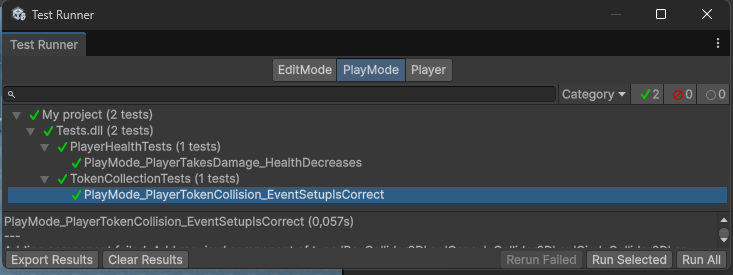 Test Runner
Test Runner
EditMode PlayMode Player
Category 2 0 0
My project (2 tests)
Tests.dll (2 tests)
PlayerHealthTests (1 tests)
PlayMode_PlayerTakesDamage_HealthDecreases
TokenCollectionTests (1 tests)
PlayMode_PlayerTokenCollision_EventSetupIsCorrect
PlayMode_PlayerTokenCollision_EventSetupIsCorrect (0,057s)
---
Export Results Clear Results Rerun Failed Run Selected Run All